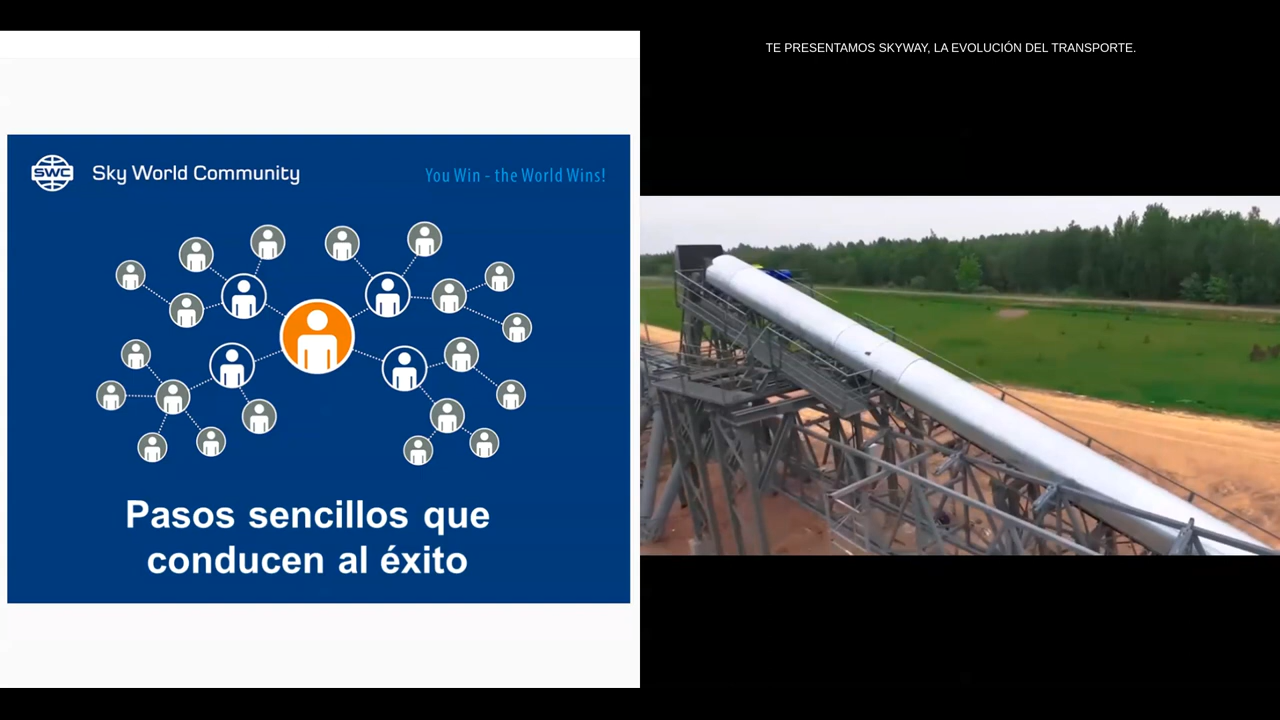 TE PRESENTAMOS SKYWAY, LA EVOLUCIÓN DEL TRANSPORTE.
SWC
Sky World Community
You Win - the World Wins!
Pasos sencillos que
conducen al éxito